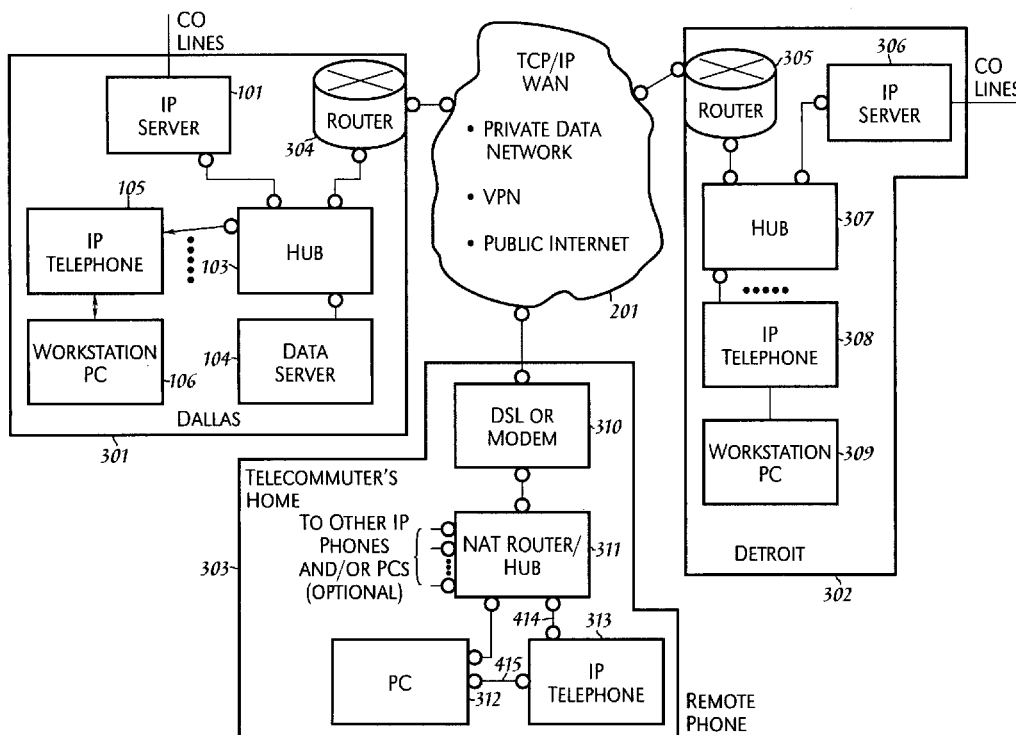 CO
LINES
IP
SERVER
101
ROUTER
304
105
IP
TELEPHONE
HUB
103
WORKSTATION
PC
106
104
DATA
SERVER
DALLAS
301
TCP/IP
WAN
• PRIVATE DATA
NETWORK
• VPN
• PUBLIC INTERNET
201
305
ROUTER
306
IP
SERVER
CO
LINES
HUB
307
IP
TELEPHONE
308
WORKSTATION
PC
309
DETROIT
302
TELECOMMUTER'S
HOME
DSL OR
MODEM
310
TO OTHER IP
PHONES
AND/OR PCS
(OPTIONAL)
NAT ROUTER/
HUB
311
303
414
313
PC
312
415
IP
TELEPHONE
REMOTE
PHONE